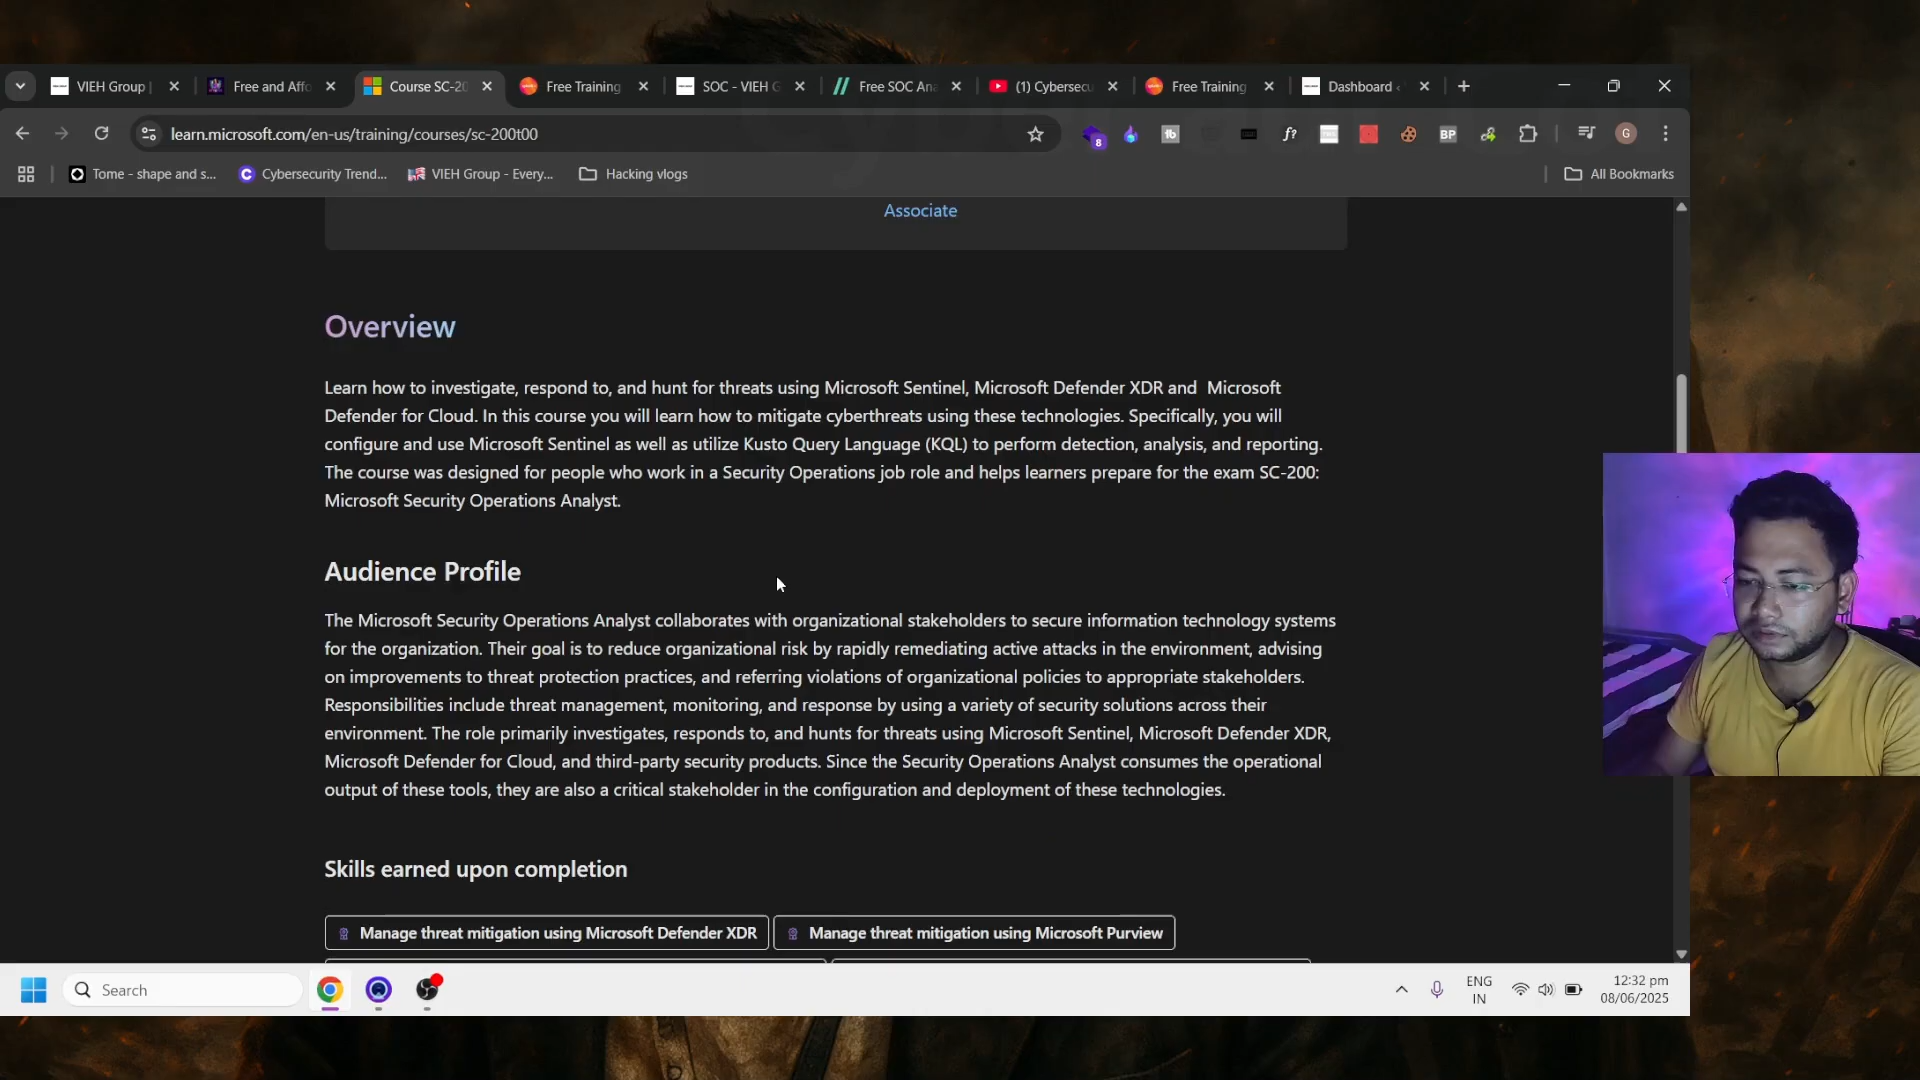 VIEH Group |
Free and Affo
Course SC-20
Free Training
SOC - VIEH G
Free SOC Ana
(1) Cybersecu
Free Training
Dashboard ‹
learn.microsoft.com/en-us/training/courses/sc-200t00
8
tb
f?
BP
G
Tome - shape and s...
Cybersecurity Trend...
VIEH Group - Every...
Hacking vlogs
All Bookmarks
Associate
Overview
Learn how to investigate, respond to, and hunt for threats using Microsoft Sentinel, Microsoft Defender XDR and Microsoft
Defender for Cloud. In this course you will learn how to mitigate cyberthreats using these technologies. Specifically, you will
configure and use Microsoft Sentinel as well as utilize Kusto Query Language (KQL) to perform detection, analysis, and reporting.
The course was designed for people who work in a Security Operations job role and helps learners prepare for the exam SC-200:
Microsoft Security Operations Analyst.
Audience Profile
The Microsoft Security Operations Analyst collaborates with organizational stakeholders to secure information technology systems
for the organization. Their goal is to reduce organizational risk by rapidly remediating active attacks in the environment, advising
on improvements to threat protection practices, and referring violations of organizational policies to appropriate stakeholders.
Responsibilities include threat management, monitoring, and response by using a variety of security solutions across their
environment. The role primarily investigates, responds to, and hunts for threats using Microsoft Sentinel, Microsoft Defender XDR,
Microsoft Defender for Cloud, and third-party security products. Since the Security Operations Analyst consumes the operational
output of these tools, they are also a critical stakeholder in the configuration and deployment of these technologies.
Skills earned upon completion
Manage threat mitigation using Microsoft Defender XDR
Manage threat mitigation using Microsoft Purview
Search
ENG
IN
12:32 pm
08/06/2025